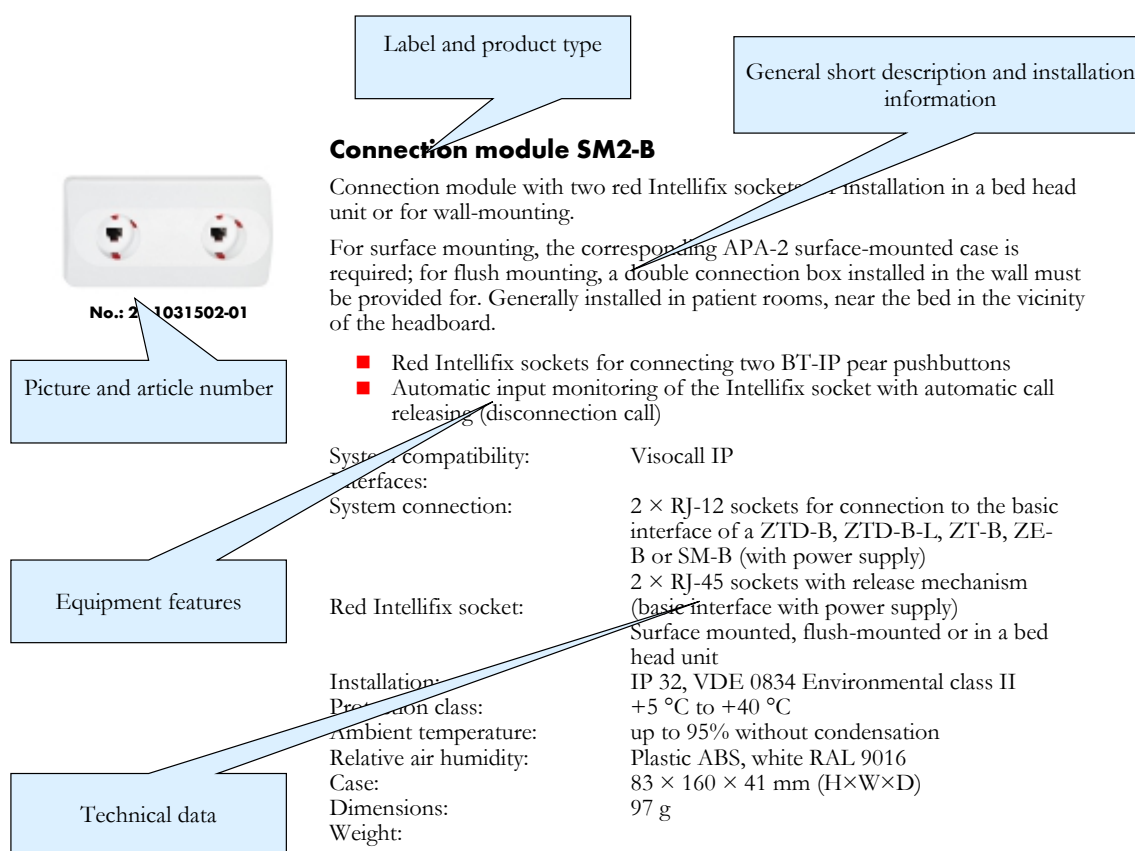 Label and product type
General short description and installation
information
Connection module SM2-B
Connection module with two red Intellifix sockets installation in a bed head
unit or for wall-mounting.
For surface mounting, the corresponding APA-2 surface-mounted case is
required; for flush mounting, a double connection box installed in the wall must
be provided for. Generally installed in patient rooms, near the bed in the vicinity
of the headboard.
No.: 2 1031502-01
Picture and article number
■ Red Intellifix sockets for connecting two BT-IP pear pushbuttons
■ Automatic input monitoring of the Intellifix socket with automatic call
releasing (disconnection call)
System compatibility: Visocall IP
Interfaces:
System connection: 2 × RJ-12 sockets for connection to the basic
interface of a ZTD-B, ZTD-B-L, ZT-B, ZE-
B or SM-B (with power supply)
2 × RJ-45 sockets with release mechanism
Red Intellifix socket: (basic interface with power supply)
Surface mounted, flush-mounted or in a bed
head unit
Installation: IP 32, VDE 0834 Environmental class II
Protection class: +5 °C to +40 °C
Ambient temperature: up to 95% without condensation
Relative air humidity: Plastic ABS, white RAL 9016
Case: 83 × 160 × 41 mm (H×W×D)
Dimensions: 97 g
Weight:
Equipment features
Technical data